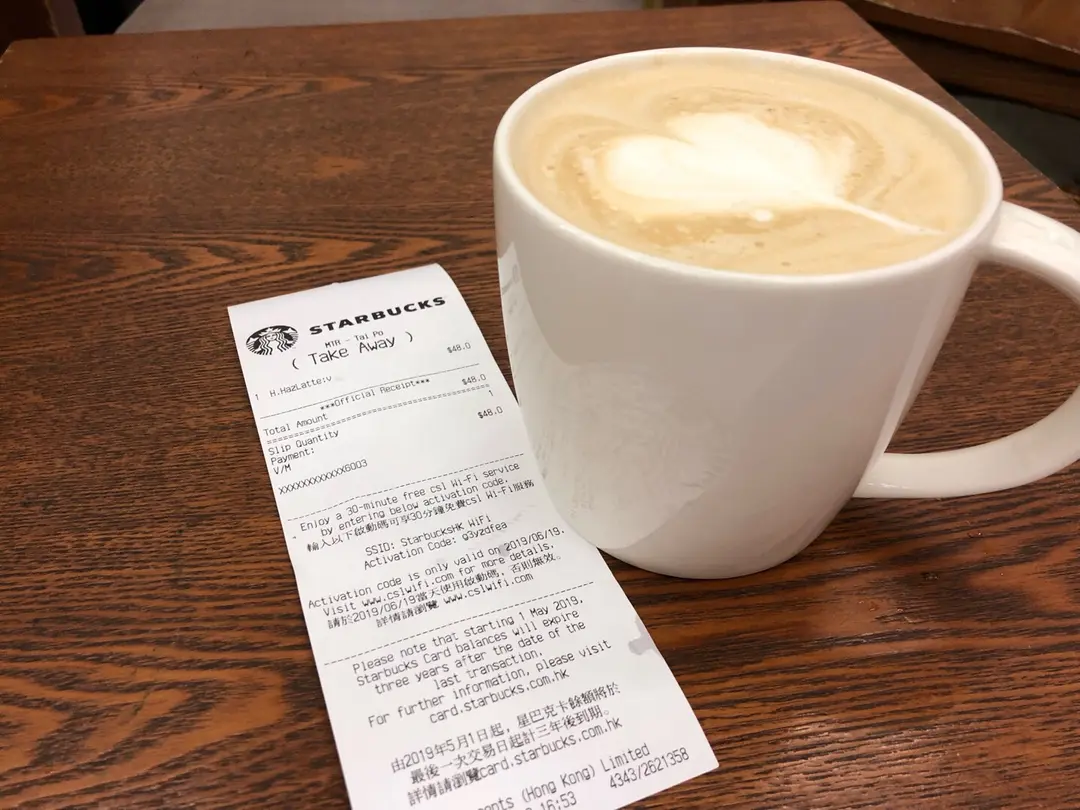 STARBUCKS
MTR - Tai Po
( Take Away )
$48.0
1 H.HazLatte:v
***Official Receipt***
Total Amount $48.0
Slip Quantity 1
Payment:
V/M $48.0
XXXXXXXXXXXX6003
Enjoy a 30-minute free csl Wi-Fi service
by entering below activation code.
輸入以下啟動碼可享30分鐘免費csl Wi-Fi服務
SSID: StarbucksHK WiFi
Activation Code: q3yzdfea
Activation code is only valid on 2019/06/19.
Visit www.cslwifi.com for more details.
請於2019/06/19當天使用啟動碼,否則無效。
詳情請瀏覽 www.cslwifi.com
Please note that starting 1 May 2019,
Starbucks Card balances will expire
three years after the date of the
last transaction.
For further information, please visit
card.starbucks.com.hk
由2019年5月1日起,星巴克卡餘額將於
最後一次交易日起計三年後到期。
詳情請瀏覽card.starbucks.com.hk
(Hong Kong) Limited
16:53 4343/2621358